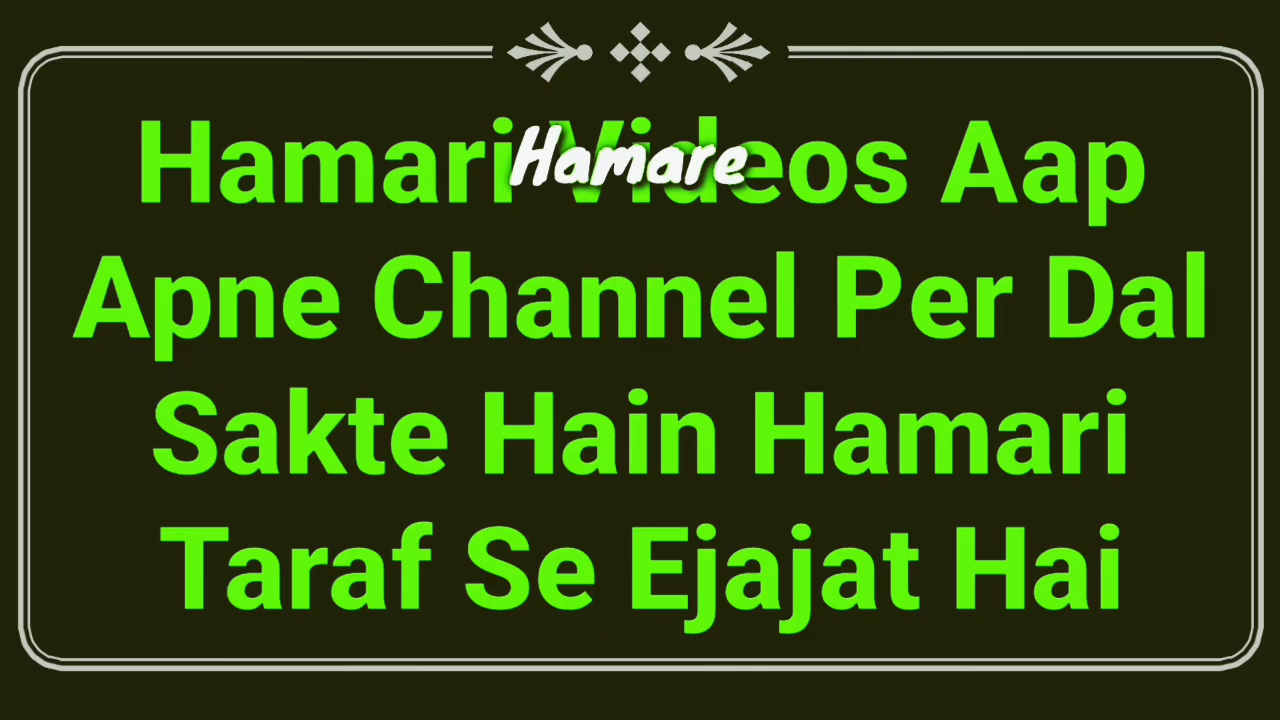 Hamari Videos Aap
Hamare
Apne Channel Per Dal
Sakte Hain Hamari
Taraf Se Ejajat Hai